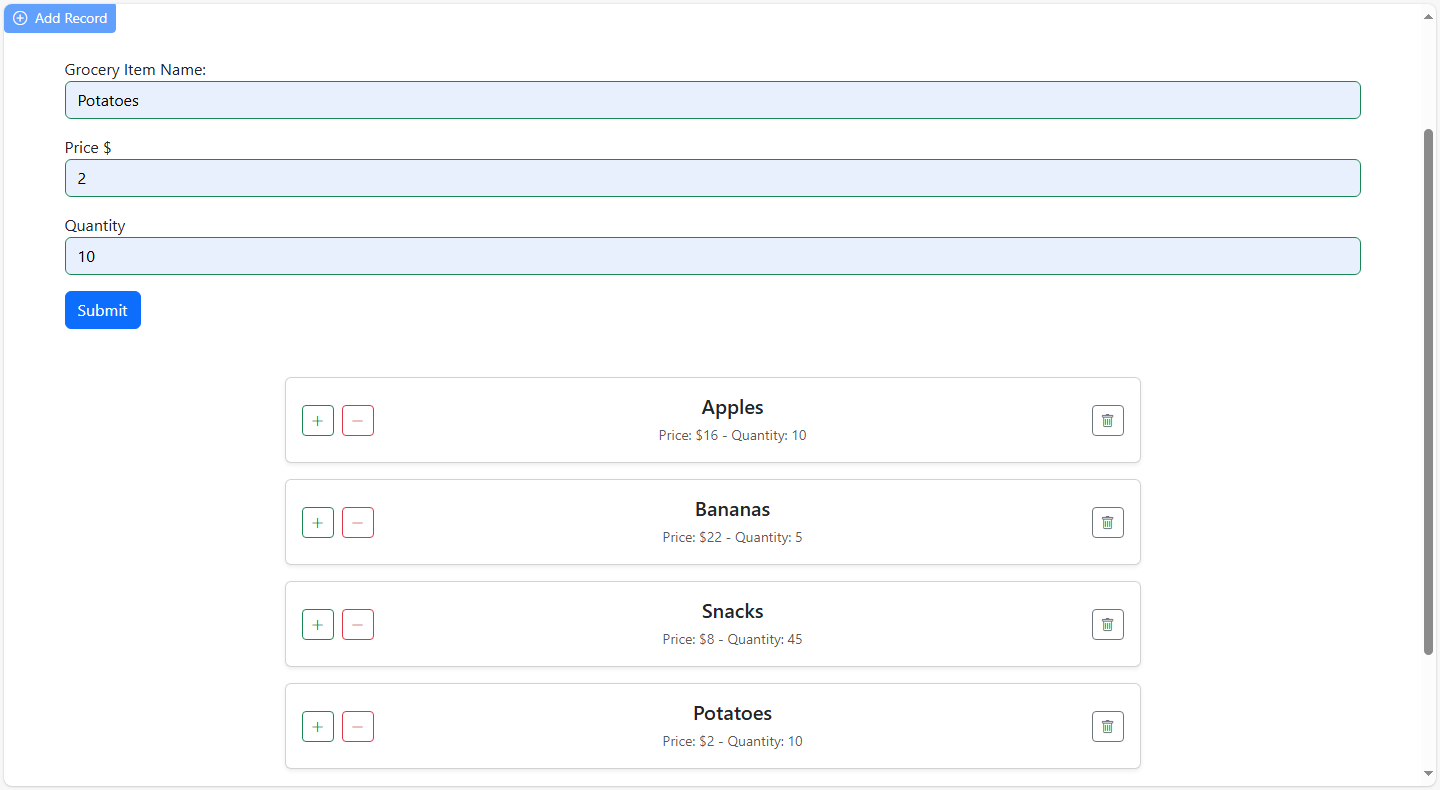 Add Record
Grocery Item Name:
Potatoes
Price $
2
Quantity
10
Submit
Apples
Price: $16 - Quantity: 10
Bananas
Price: $22 - Quantity: 5
Snacks
Price: $8 - Quantity: 45
Potatoes
Price: $2 - Quantity: 10